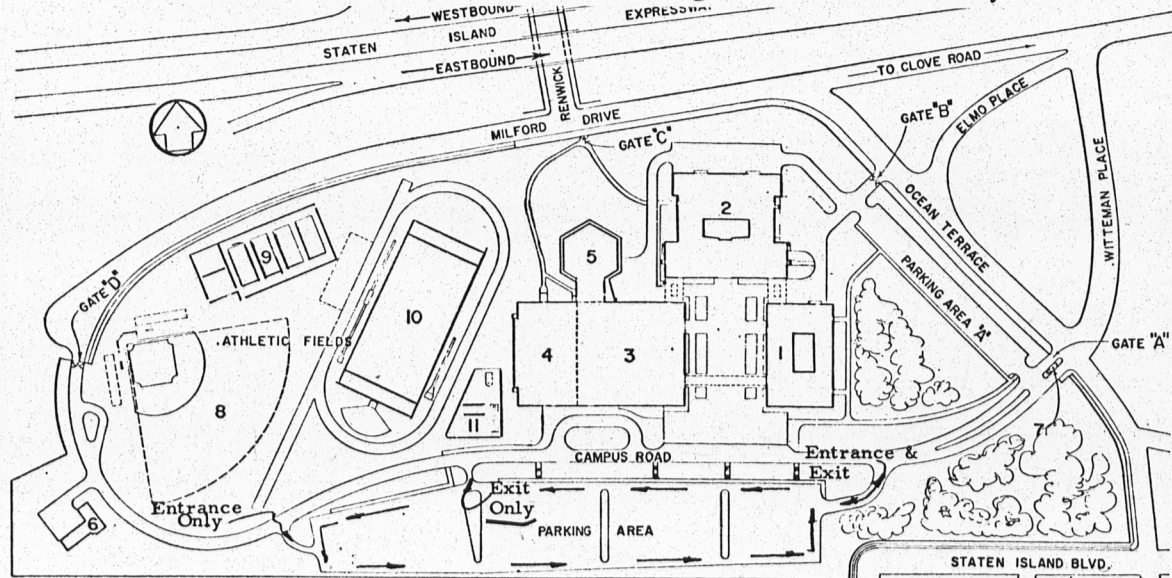 WESTBOUND
EXPRESSWAY
STATEN
ISLAND
EASTBOUND
TO CLOVE ROAD
RENWICK
ELMO PLACE
GATE "B"
MILFORD DRIVE
GATE "C"
WITTEMAN PLACE
2
OCEAN TERRACE
5
9
PARKING AREA "A"
GATE "D"
10
ATHLETIC FIELDS
GATE "A"
4
3
1
8
11
7
CAMPUS ROAD
Entrance &
Exit
Entrance
Only
Exit
Only
6
PARKING AREA
STATEN ISLAND BLVD.